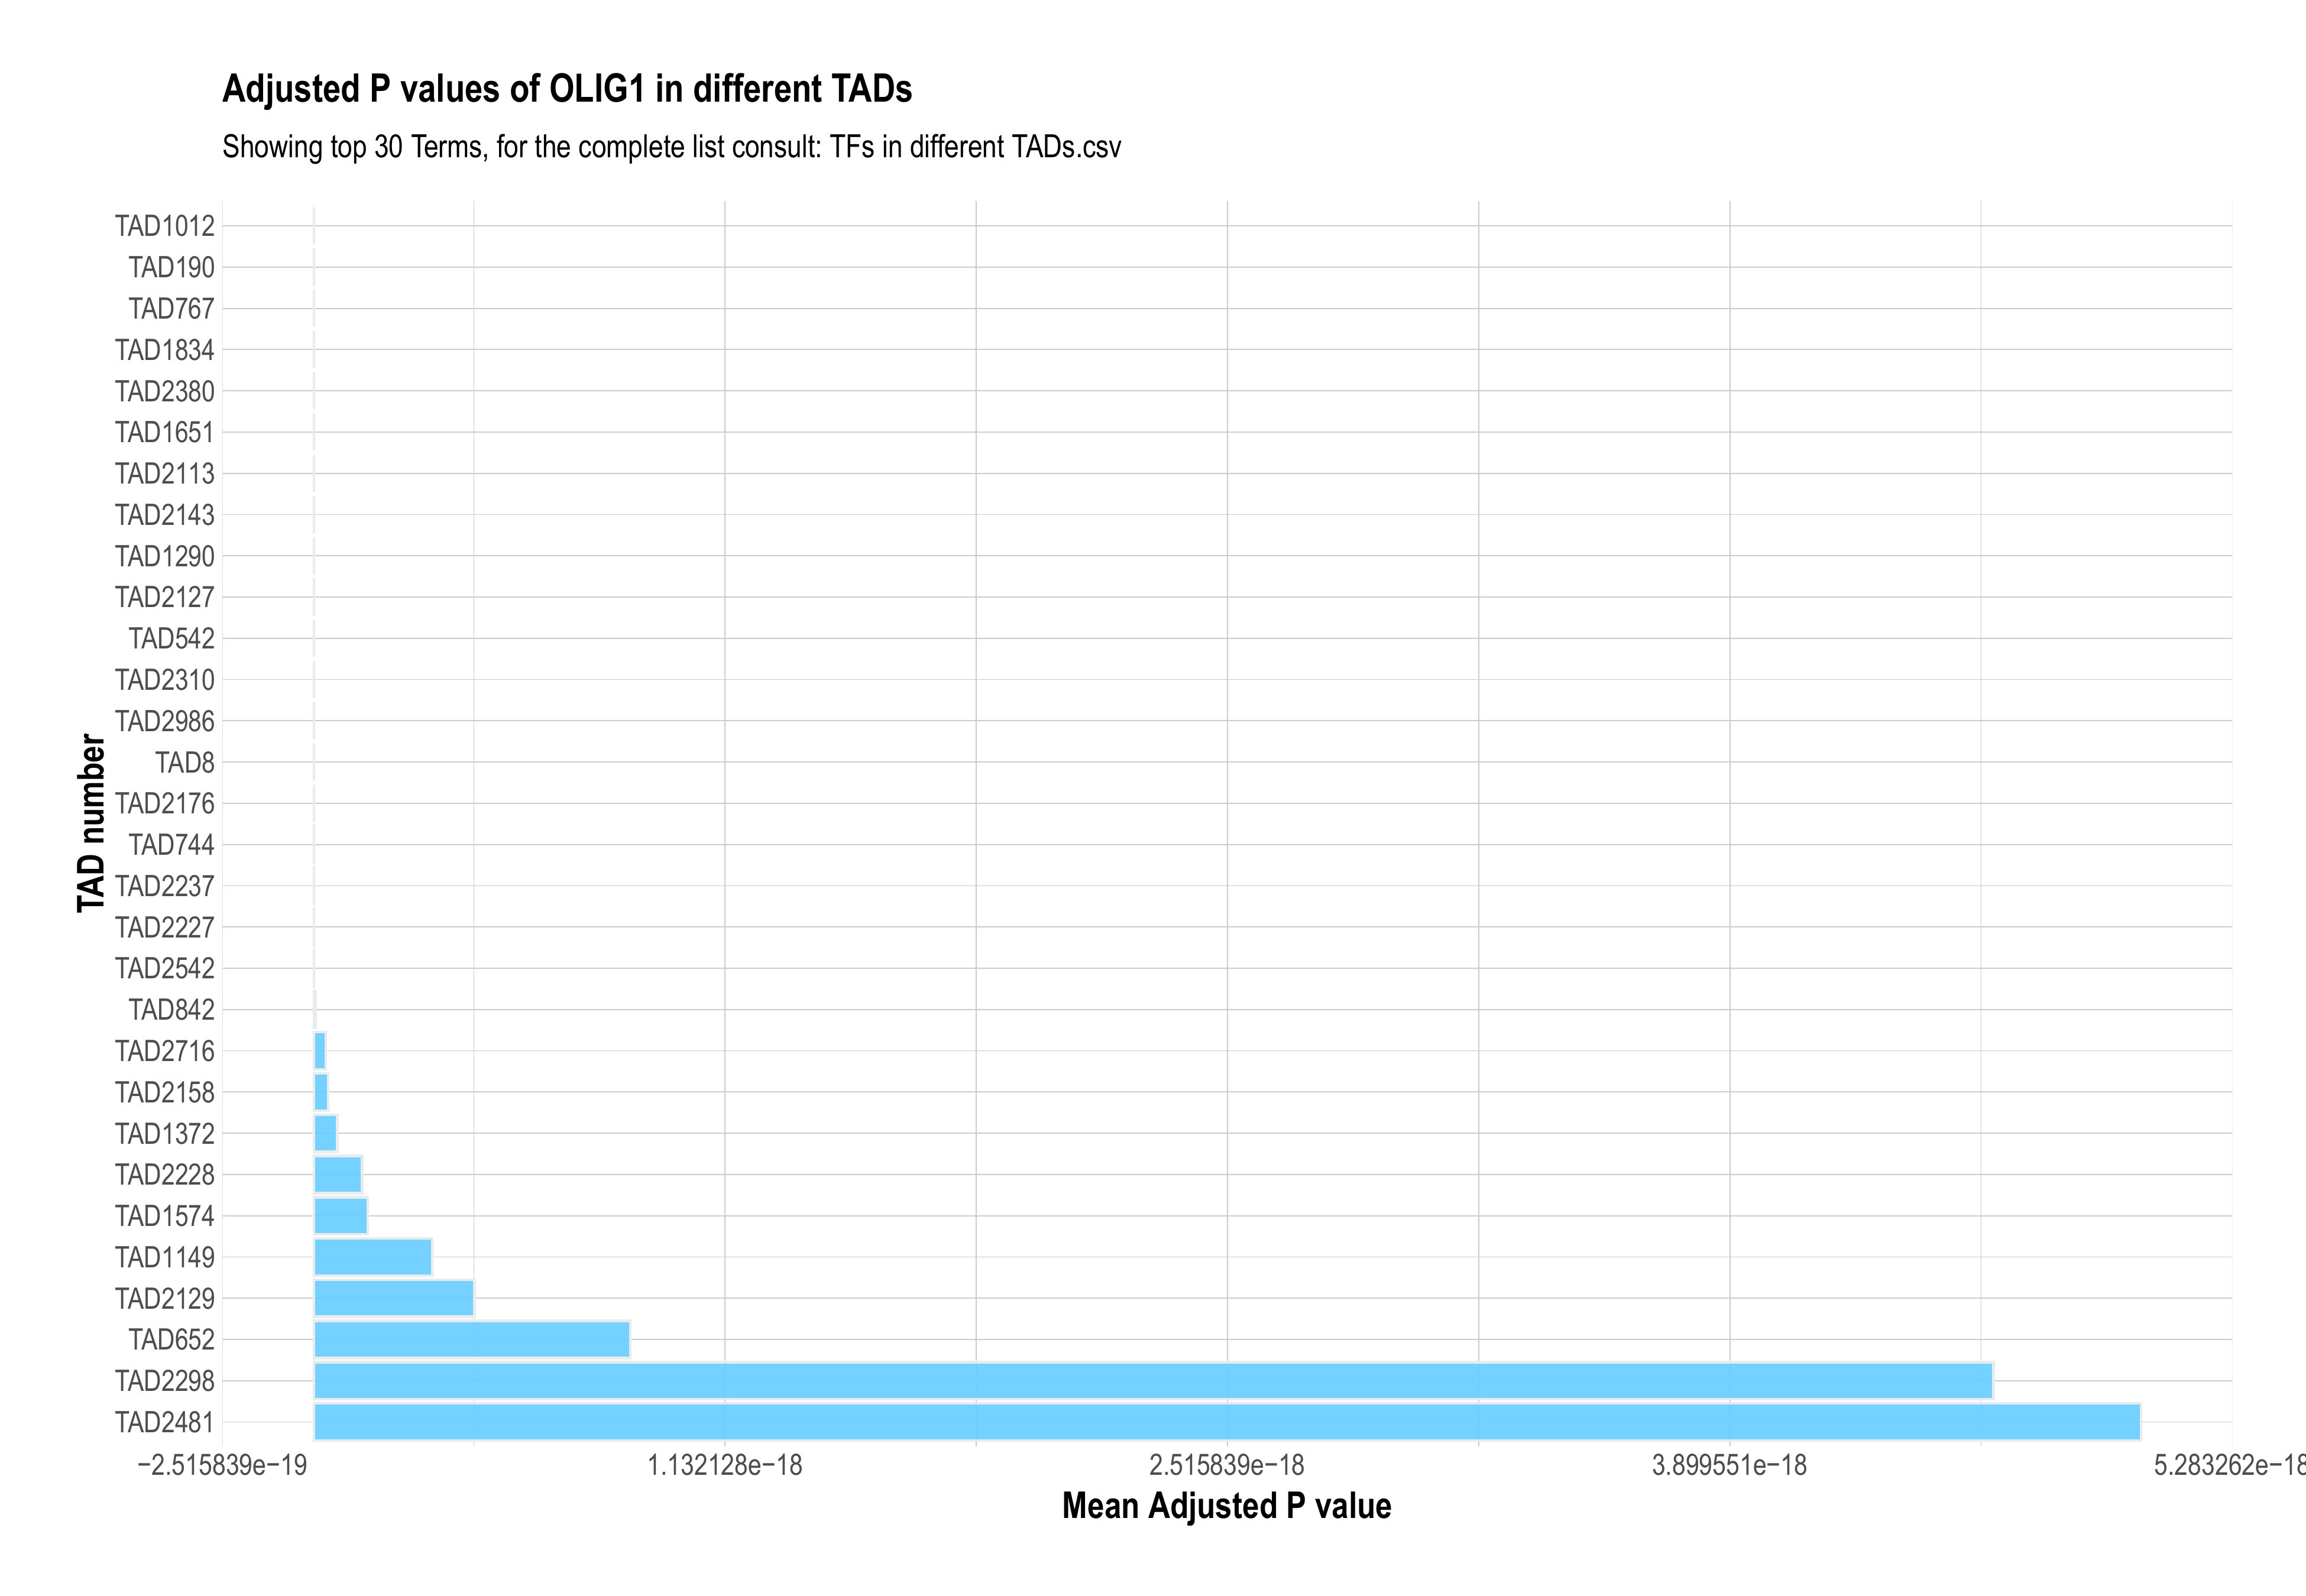 Adjusted P values of OLIG1 in different TADs
Showing top 30 Terms, for the complete list consult: TFs in different TADs.csv
TAD number
TAD1012
TAD190
TAD767
TAD1834
TAD2380
TAD1651
TAD2113
TAD2143
TAD1290
TAD2127
TAD542
TAD2310
TAD2986
TAD8
TAD2176
TAD744
TAD2237
TAD2227
TAD2542
TAD842
TAD2716
TAD2158
TAD1372
TAD2228
TAD1574
TAD1149
TAD2129
TAD652
TAD2298
TAD2481
−2.515839e−19 1.132128e−18 2.515839e−18 3.899551e−18 5.283262e−18
Mean Adjusted P value